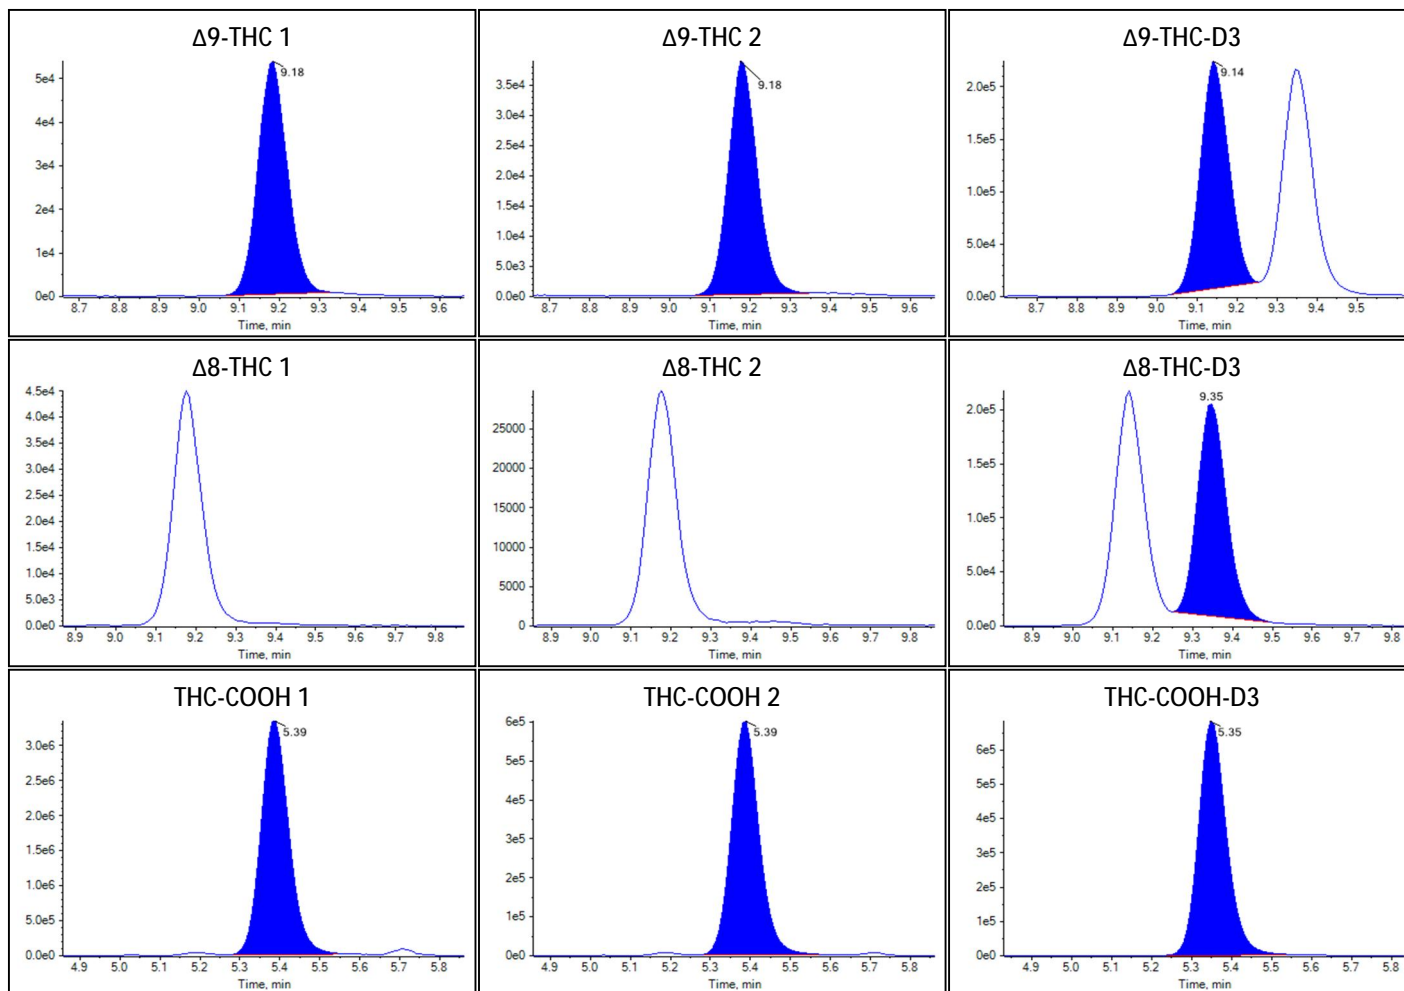 Δ9-THC 1
9.18
5e4
4e4
3e4
2e4
1e4
0e0
8.7 8.8 8.9 9.0 9.1 9.2 9.3 9.4 9.5 9.6
Time, min
Δ9-THC 2
9.18
3.5e4
3.0e4
2.5e4
2.0e4
1.5e4
1.0e4
5.0e3
0.0e0
8.7 8.8 8.9 9.0 9.1 9.2 9.3 9.4 9.5 9.6
Time, min
Δ9-THC-D3
9.14
2.0e5
1.5e5
1.0e5
5.0e4
0.0e0
8.7 8.8 8.9 9.0 9.1 9.2 9.3 9.4 9.5
Time, min
Δ8-THC 1
4.5e4
4.0e4
3.5e4
3.0e4
2.5e4
2.0e4
1.5e4
1.0e4
5.0e3
0.0e0
8.9 9.0 9.1 9.2 9.3 9.4 9.5 9.6 9.7 9.8
Time, min
Δ8-THC 2
25000
20000
15000
10000
5000
0
8.9 9.0 9.1 9.2 9.3 9.4 9.5 9.6 9.7 9.8
Time, min
Δ8-THC-D3
9.35
2.0e5
1.5e5
1.0e5
5.0e4
0.0e0
8.9 9.0 9.1 9.2 9.3 9.4 9.5 9.6 9.7 9.8
Time, min
THC-COOH 1
5.39
3.0e6
2.5e6
2.0e6
1.5e6
1.0e6
5.0e5
0.0e0
4.9 5.0 5.1 5.2 5.3 5.4 5.5 5.6 5.7 5.8
Time, min
THC-COOH 2
5.39
6e5
5e5
4e5
3e5
2e5
1e5
0e0
4.9 5.0 5.1 5.2 5.3 5.4 5.5 5.6 5.7 5.8
Time, min
THC-COOH-D3
5.35
6e5
5e5
4e5
3e5
2e5
1e5
0e0
4.9 5.0 5.1 5.2 5.3 5.4 5.5 5.6 5.7 5.8
Time, min